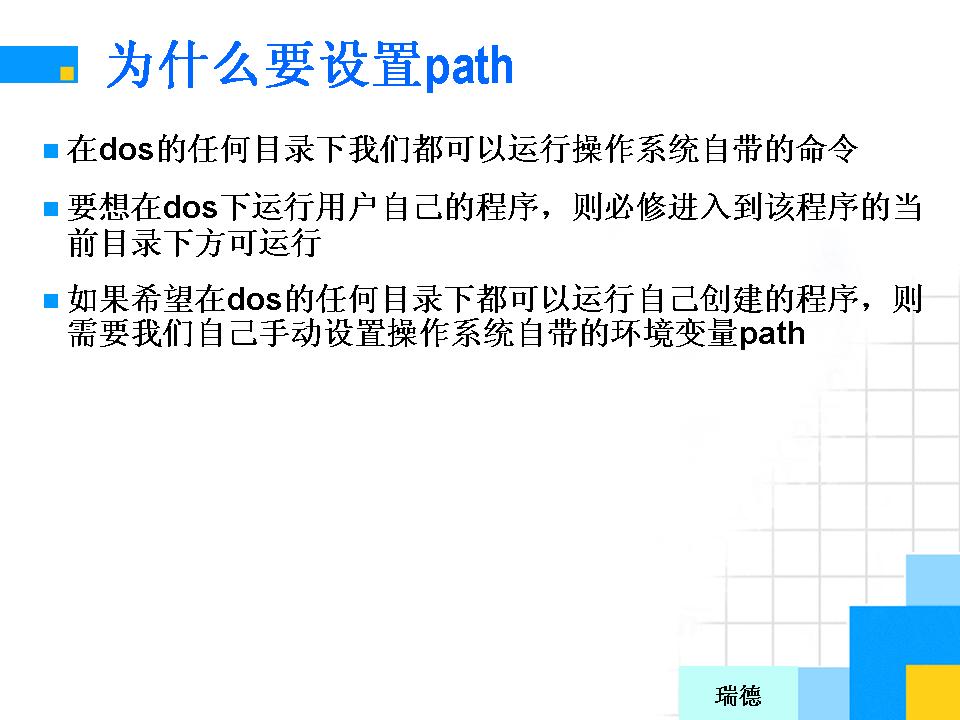 为什么要设置path
在dos的任何目录下我们都可以运行操作系统自带的命令
要想在dos下运行用户自己的程序，则必修进入到该程序的当
前目录下方可运行
如果希望在dos的任何目录下都可以运行自己创建的程序，则
需要我们自己手动设置操作系统自带的环境变量path
瑞德